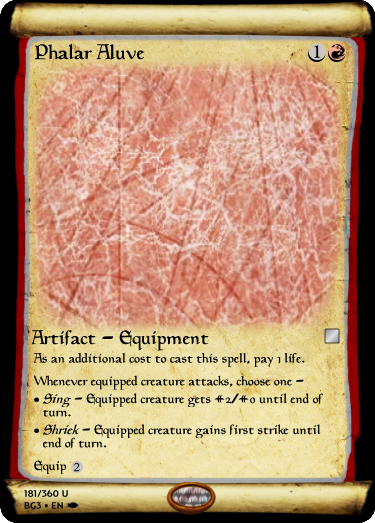 Phalar Aluve 1
Artifact – Equipment
As an additional cost to cast this spell, pay 1 life.
Whenever equipped creature attacks, choose one –
• Sing – Equipped creature gets +2/+0 until end of
turn.
• Shriek – Equipped creature gains first strike until
end of turn.
Equip 2
181/360 U
BG3 • EN